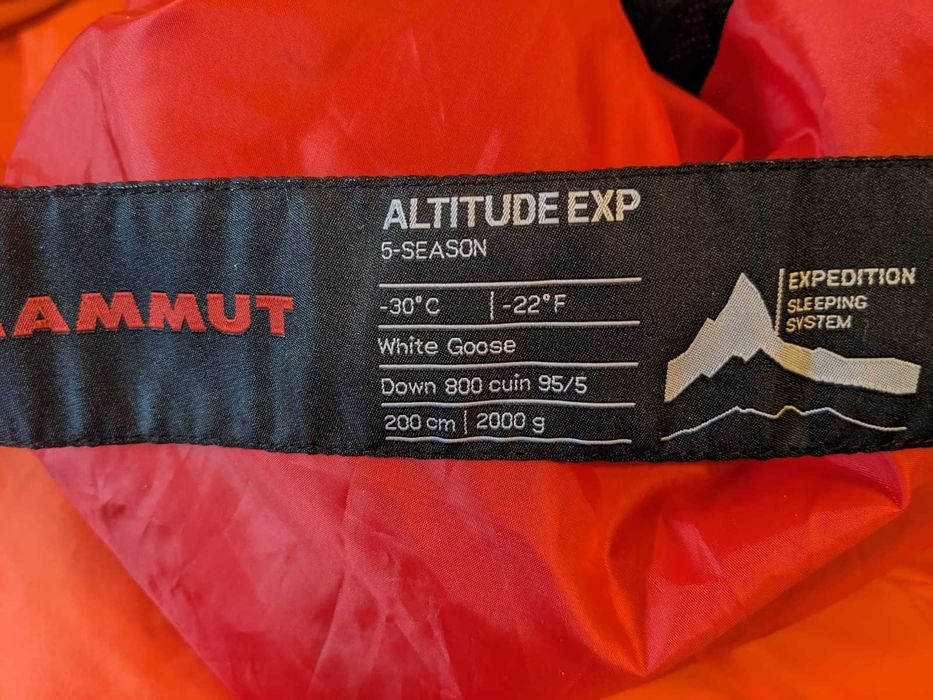 MAMMUT
ALTITUDE EXP
5-SEASON
-30°C | -22°F
White Goose
Down 800 cuin 95/5
200 cm | 2000 g
EXPEDITION
SLEEPING
SYSTEM